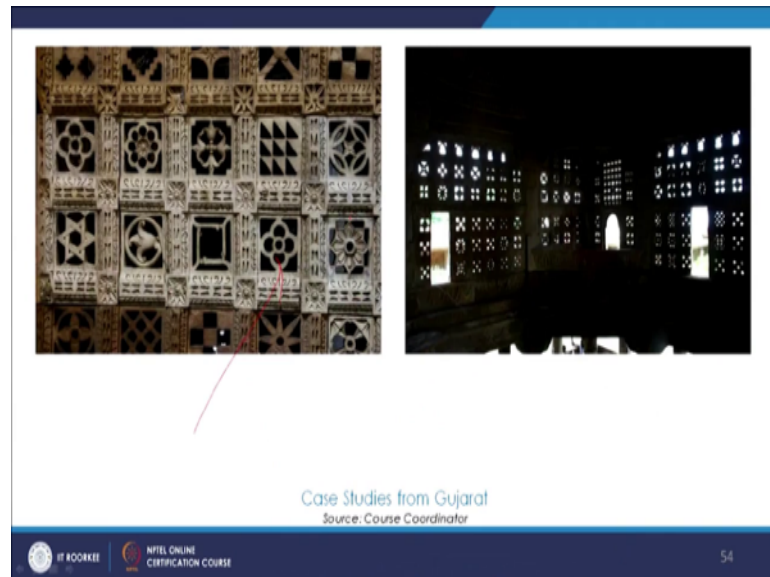 Case Studies from Gujarat
Source: Course Coordinator
IIT ROORKEE
NPTEL ONLINE
CERTIFICATION COURSE
54